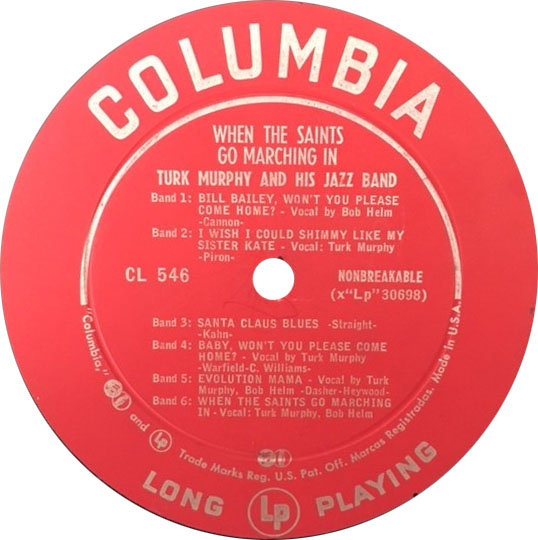 COLUMBIA
WHEN THE SAINTS
GO MARCHING IN
TURK MURPHY AND HIS JAZZ BAND
Band 1: BILL BAILEY, WON'T YOU PLEASE
COME HOME? - Vocal by Bob Helm
-Cannon-
Band 2: I WISH I COULD SHIMMY LIKE MY
SISTER KATE - Vocal: Turk Murphy
-Piron-
CL 546
NONBREAKABLE
(x"Lp"30698)
Band 3: SANTA CLAUS BLUES -Straight-
-Kahn-
Band 4: BABY, WON'T YOU PLEASE COME
HOME? - Vocal by Turk Murphy
-Warfield-C. Williams-
Band 5: EVOLUTION MAMA - Vocal by Turk
Murphy, Bob Helm -Dasher-Heywood-
Band 6: WHEN THE SAINTS GO MARCHING
IN-Vocal: Turk Murphy, Bob Helm
"Columbia," and Lp Trade Marks Reg. U.S. Pat. Off. Marcas Registradas. Made in U.S.A.
LONG Lp PLAYING